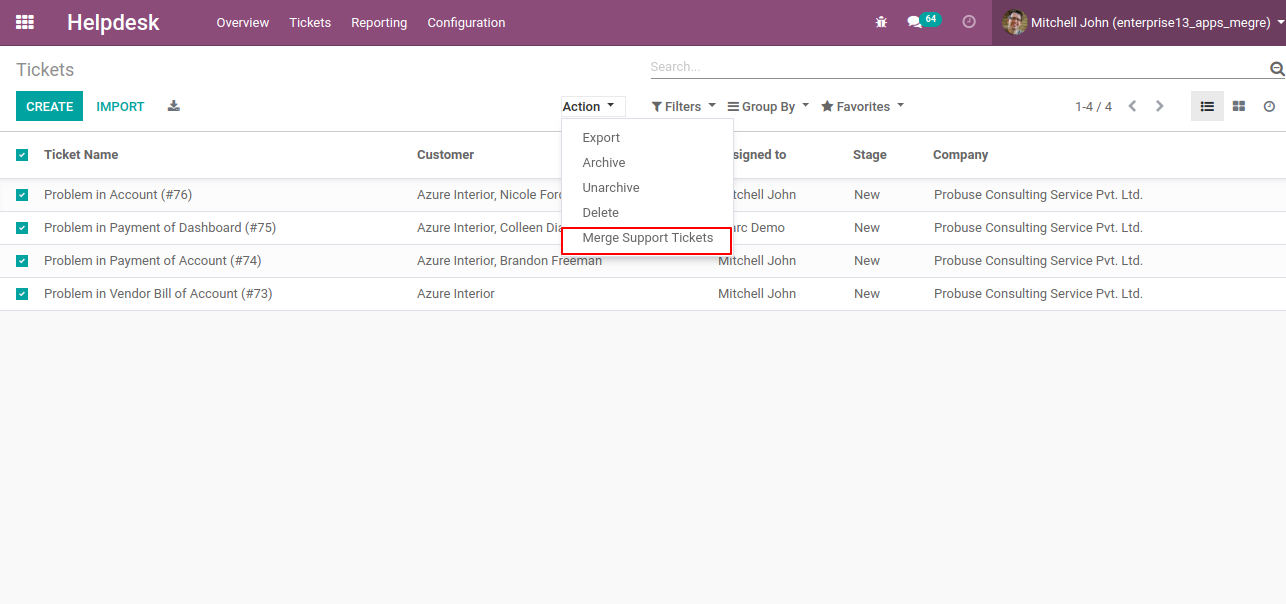 Helpdesk Overview Tickets Reporting Configuration 64 Mitchell John (enterprise13_apps_megre)
Tickets Search...
CREATE IMPORT Action Filters Group By Favorites 1-4 / 4
Export
Archive
Unarchive
Delete
Merge Support Tickets
Ticket Name Customer signed to Stage Company
Problem in Account (#76) Azure Interior, Nicole Ford tchell John New Probuse Consulting Service Pvt. Ltd.
Problem in Payment of Dashboard (#75) Azure Interior, Colleen Dia arc Demo New Probuse Consulting Service Pvt. Ltd.
Problem in Payment of Account (#74) Azure Interior, Brandon Freeman Mitchell John New Probuse Consulting Service Pvt. Ltd.
Problem in Vendor Bill of Account (#73) Azure Interior Mitchell John New Probuse Consulting Service Pvt. Ltd.